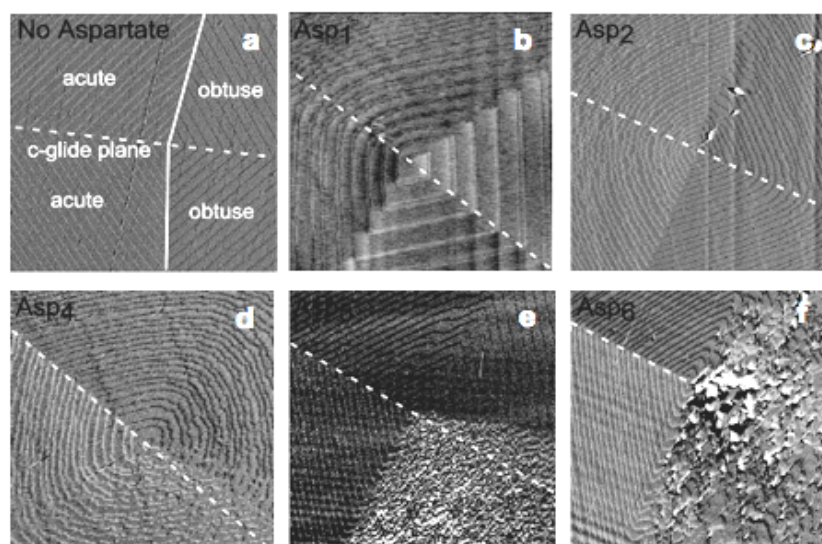 No Aspartate
a
acute
obtuse
c-glide plane
acute
obtuse
Asp1
b
Asp2
c
Asp4
d
e
Asp6
f